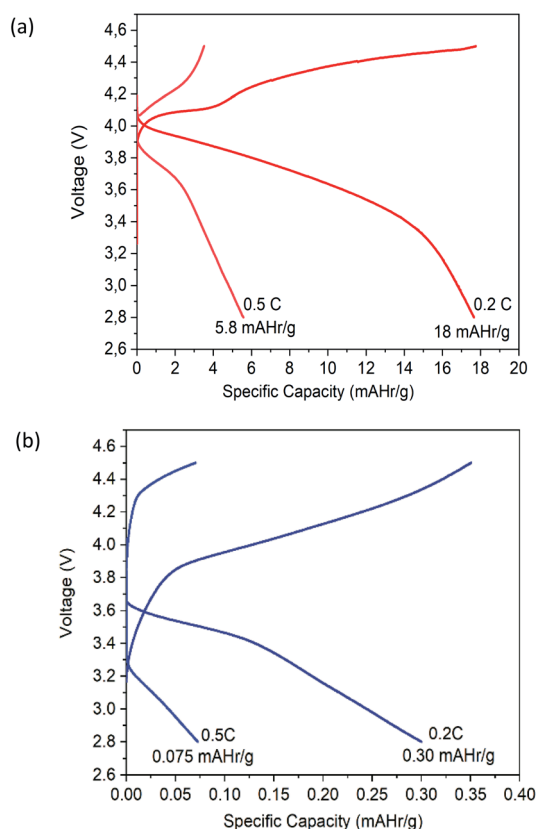 (a)
4,6
4,4
4,2
4,0
3,8
3,6
3,4
3,2
3,0
2,8
2,6
Voltage (V)
0.5 C
5.8 mAHr/g
0.2 C
18 mAHr/g
0 2 4 6 8 10 12 14 16 18 20
Specific Capacity (mAHr/g)
(b)
4.6
4.4
4.2
4.0
3.8
3.6
3.4
3.2
3.0
2.8
2.6
Voltage (V)
0.5C
0.075 mAHr/g
0.2C
0.30 mAHr/g
0.00 0.05 0.10 0.15 0.20 0.25 0.30 0.35 0.40
Specific Capacity (mAHr/g)